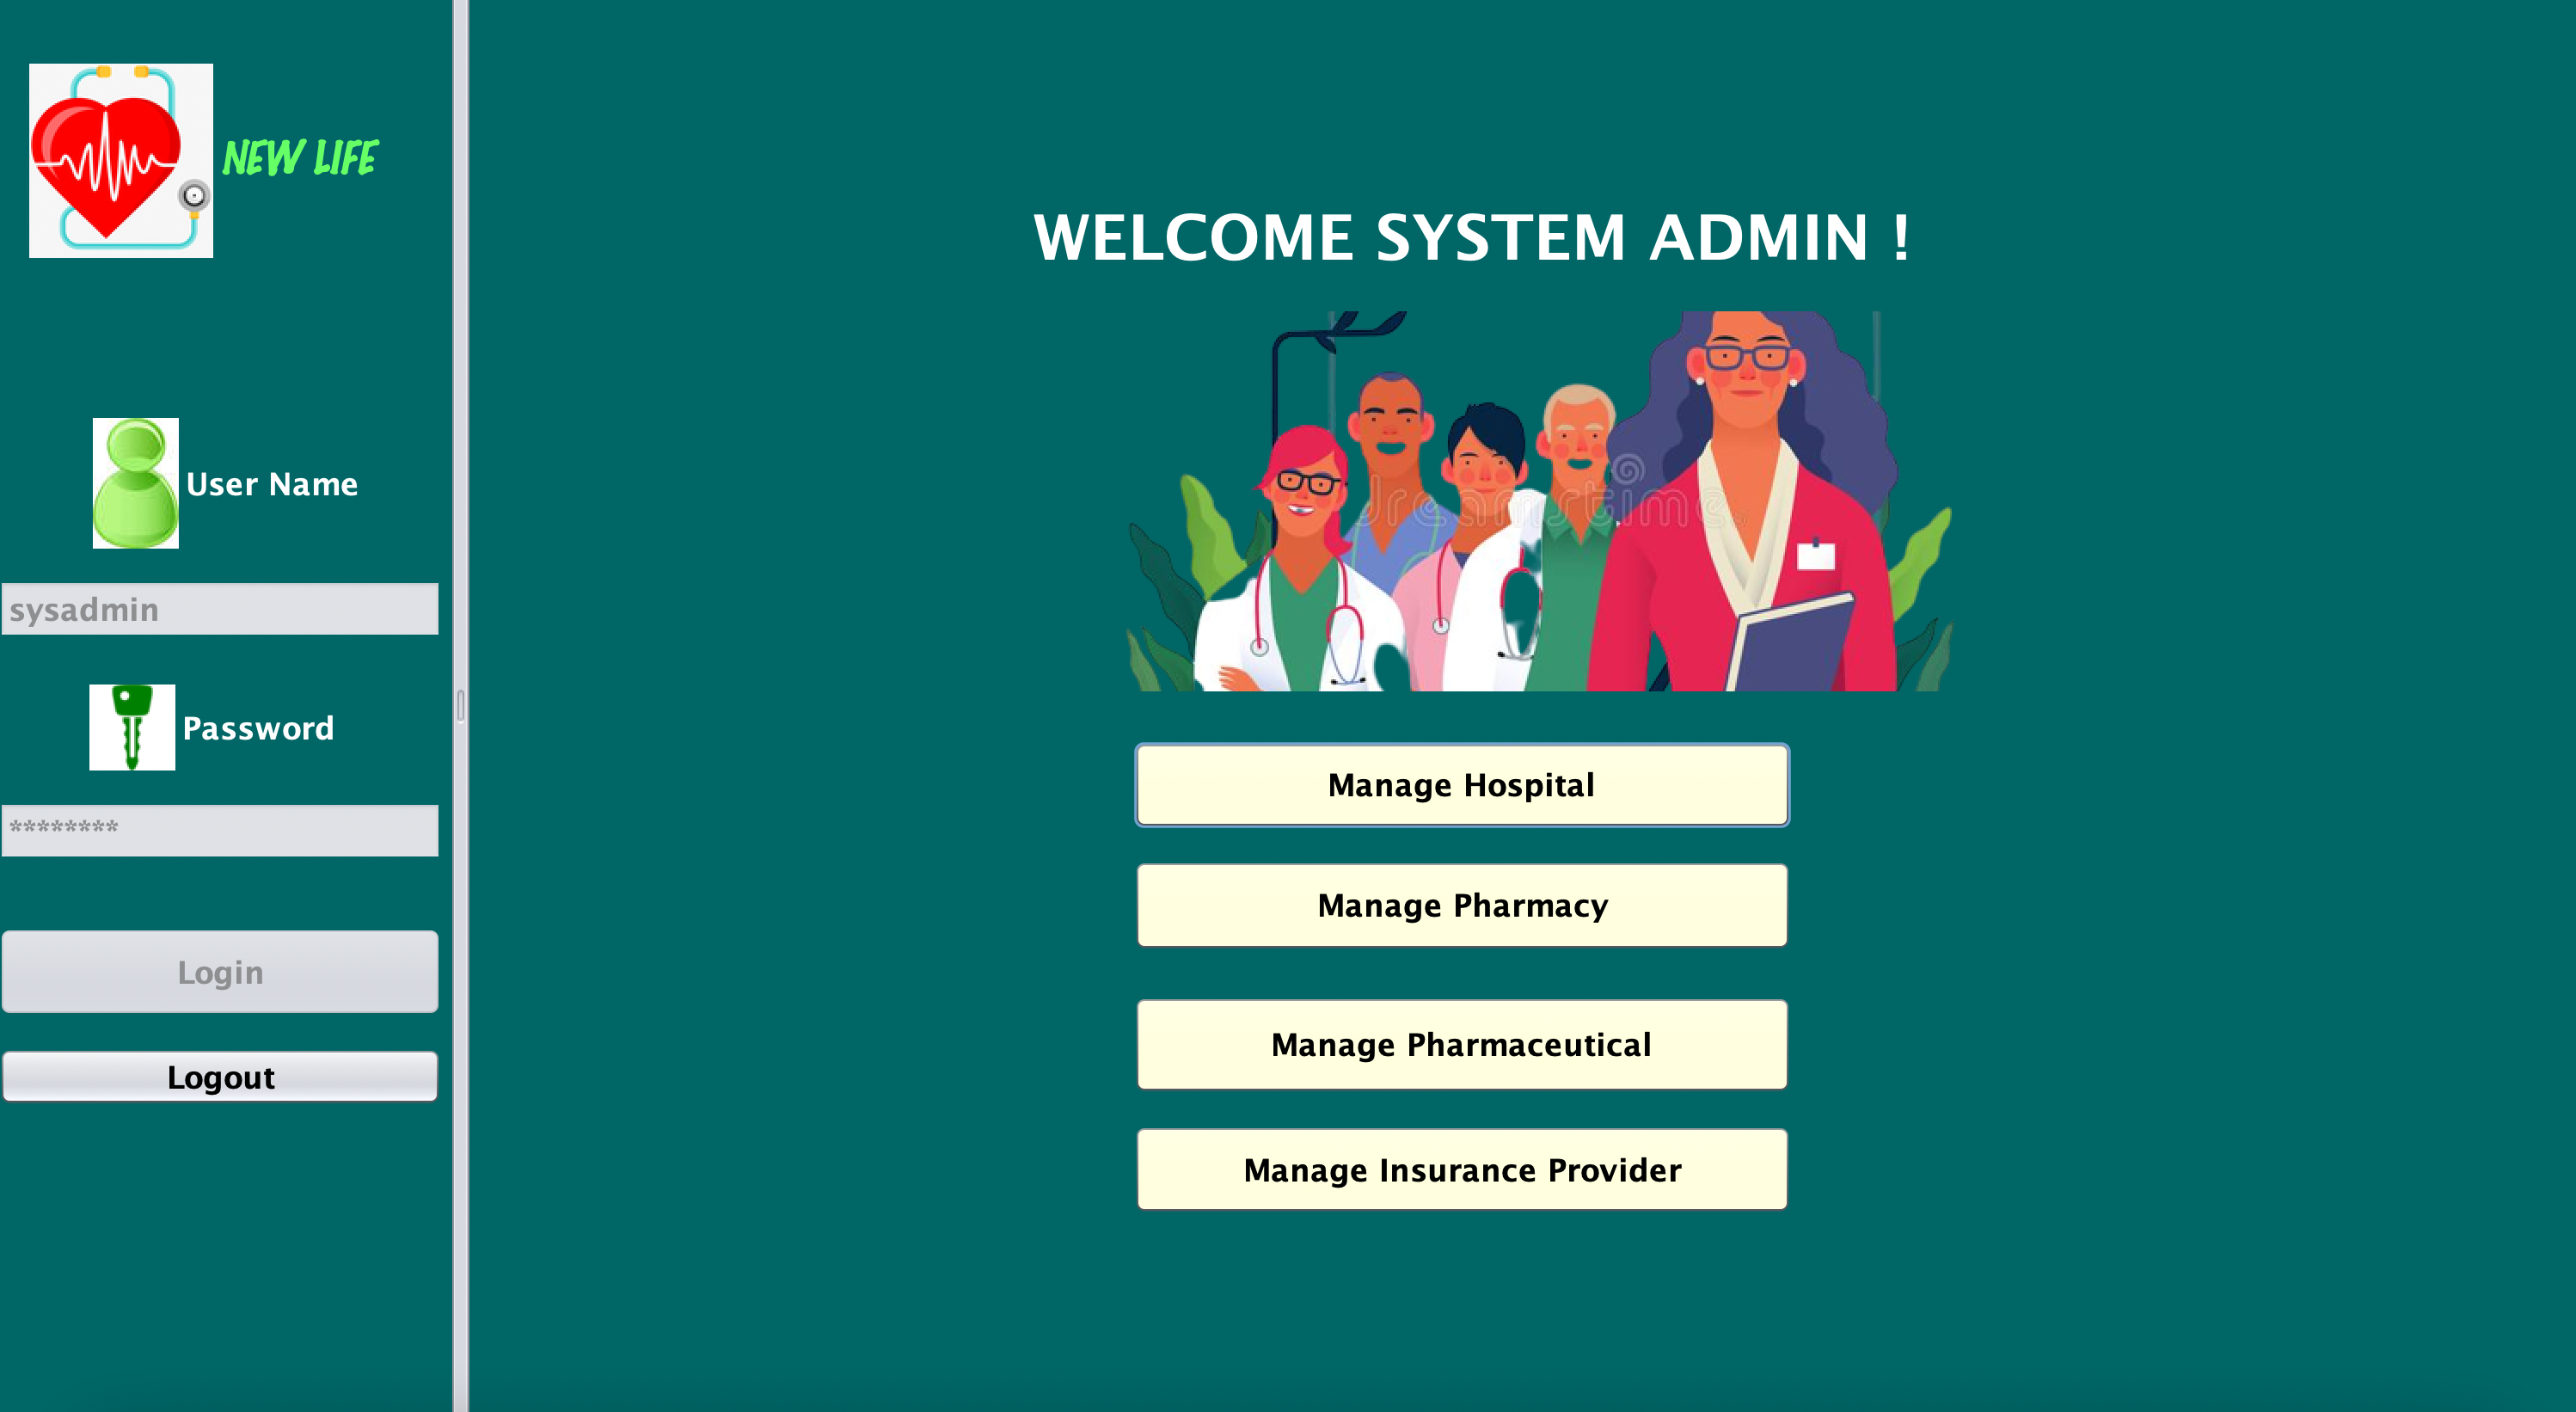 NEW LIFE
User Name
sysadmin
Password
********
Login
Logout
WELCOME SYSTEM ADMIN !
dreamstime.
Manage Hospital
Manage Pharmacy
Manage Pharmaceutical
Manage Insurance Provider